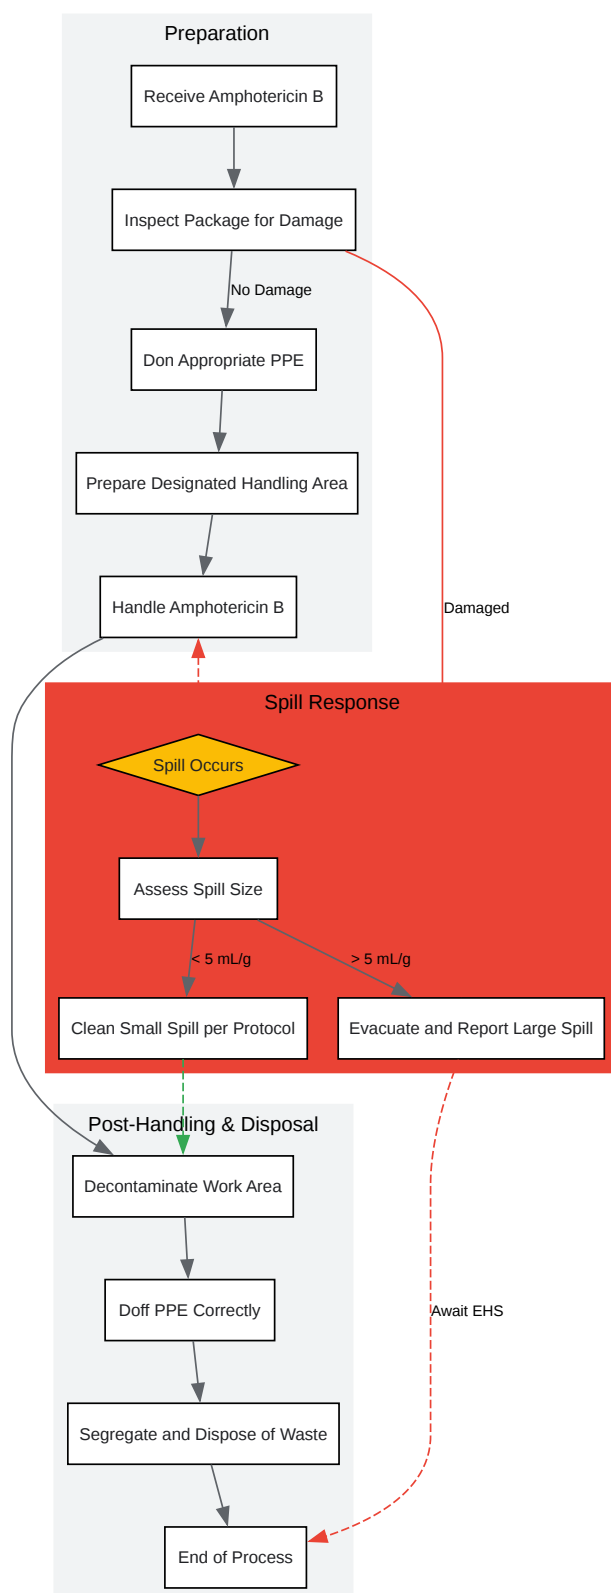 Preparation
Receive Amphotericin B
Inspect Package for Damage
No Damage
Don Appropriate PPE
Prepare Designated Handling Area
Handle Amphotericin B
Damaged
Spill Response
Spill Occurs
Assess Spill Size
< 5 mL/g
> 5 mL/g
Clean Small Spill per Protocol
Evacuate and Report Large Spill
Post-Handling & Disposal
Decontaminate Work Area
Doff PPE Correctly
Await EHS
Segregate and Dispose of Waste
End of Process